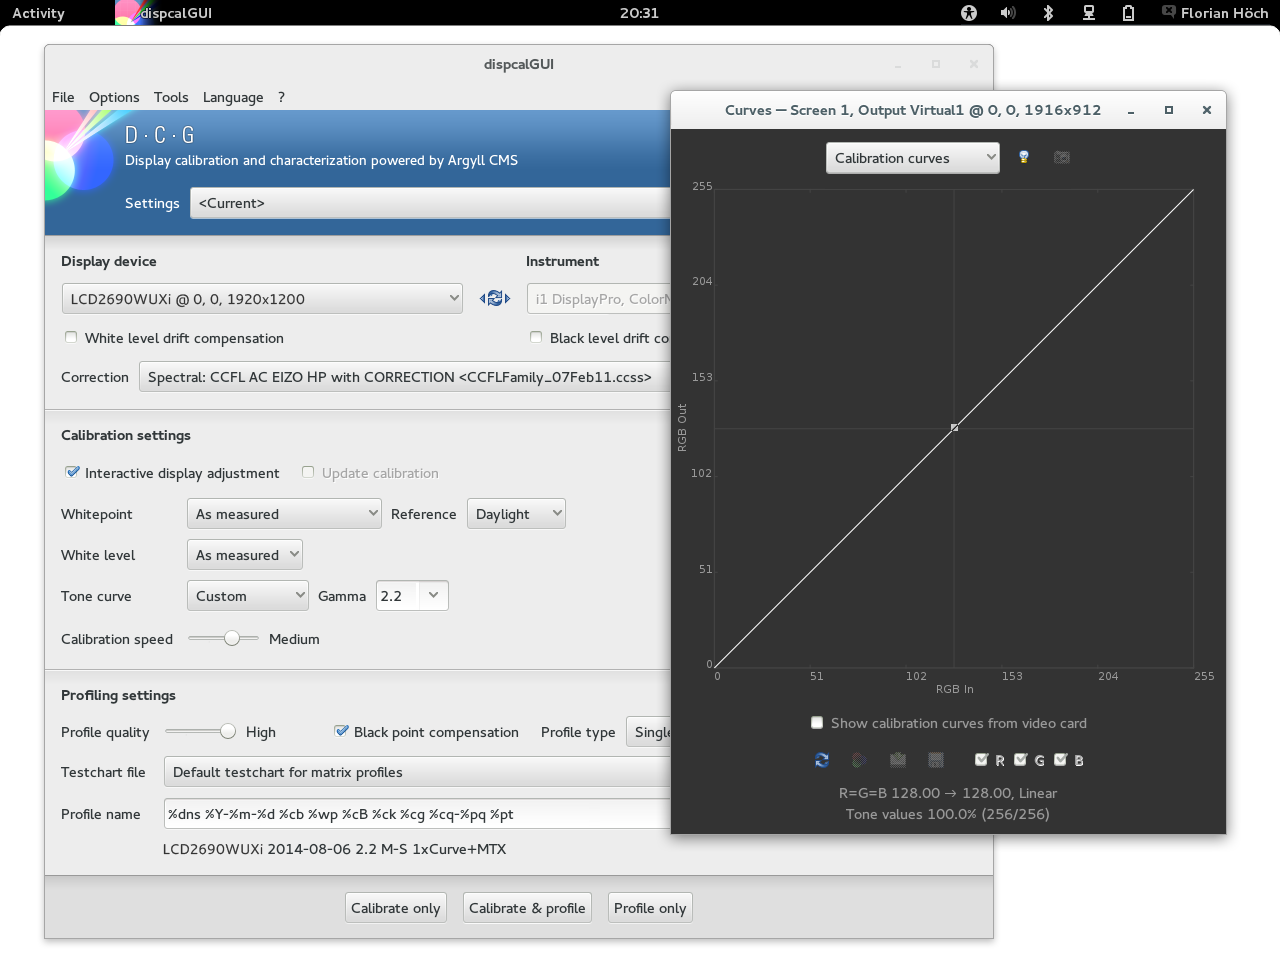 Activity dispcalGUI 20:31 Florian Höch
dispcalGUI
File Options Tools Language ?
D·C·G
Display calibration and characterization powered by Argyll CMS
Settings <Current>
Display device Instrument
LCD2690WUXi @ 0, 0, 1920x1200 i1 DisplayPro,
White level drift compensation Black level drift
Correction Spectral: CCFL AC EIZO HP with CORRECTION <CCFLFamily_07Feb11.ccss>
Calibration settings
Interactive display adjustment Update calibration
Whitepoint As measured Reference Daylight
White level As measured
Tone curve Custom Gamma 2.2
Calibration speed Medium
Profiling settings
Profile quality High Black point compensation Profile type
Testchart file Default testchart for matrix profiles
Profile name %dns %Y-%m-%d %cb %wp %cB %ck %cg %cq-%pq %pt
LCD2690WUXi 2014-08-06 2.2 M-S 1xCurve+MTX
Calibrate only Calibrate & profile Profile only
Curves — Screen 1, Output Virtual1 @ 0, 0, 1916x912
Calibration curves
255
204
153
RGB Out
102
51
0
0 51 102 153 204 255
RGB In
Show calibration curves from video card
R G B
R=G=B 128.00 → 128.00, Linear
Tone values 100.0% (256/256)